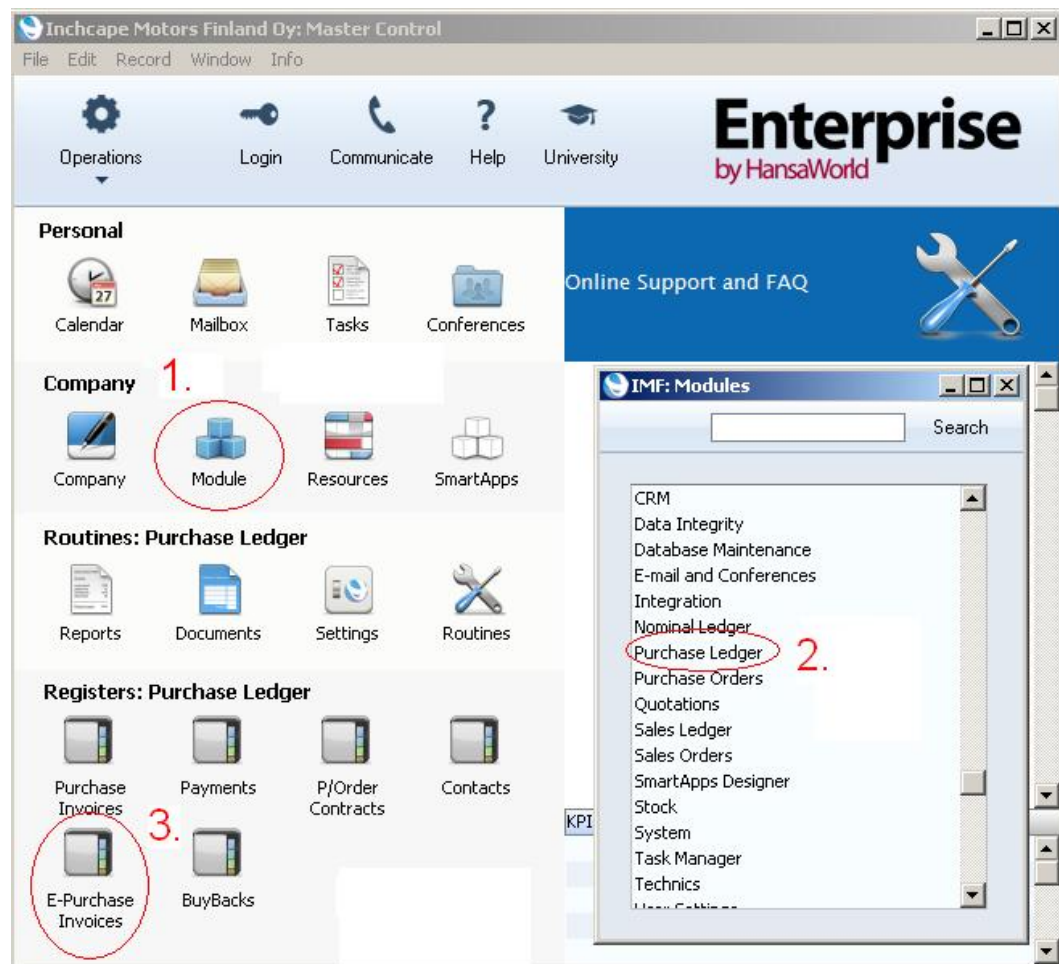 Inchcape Motors Finland Oy: Master Control
File Edit Record Window Info
Operations Login Communicate Help University
Enterprise
by HansaWorld
Personal
27
Calendar Mailbox Tasks Conferences
Online Support and FAQ
Company 1.
Company Module Resources SmartApps
Routines: Purchase Ledger
Reports Documents Settings Routines
Registers: Purchase Ledger
Purchase Invoices Payments P/Order Contracts Contacts
3.
E-Purchase Invoices BuyBacks
IMF: Modules
Search
CRM
Data Integrity
Database Maintenance
E-mail and Conferences
Integration
Nominal Ledger
Purchase Ledger 2.
Purchase Orders
Quotations
Sales Ledger
Sales Orders
SmartApps Designer
Stock
System
Task Manager
Technics
User Settings
KPI